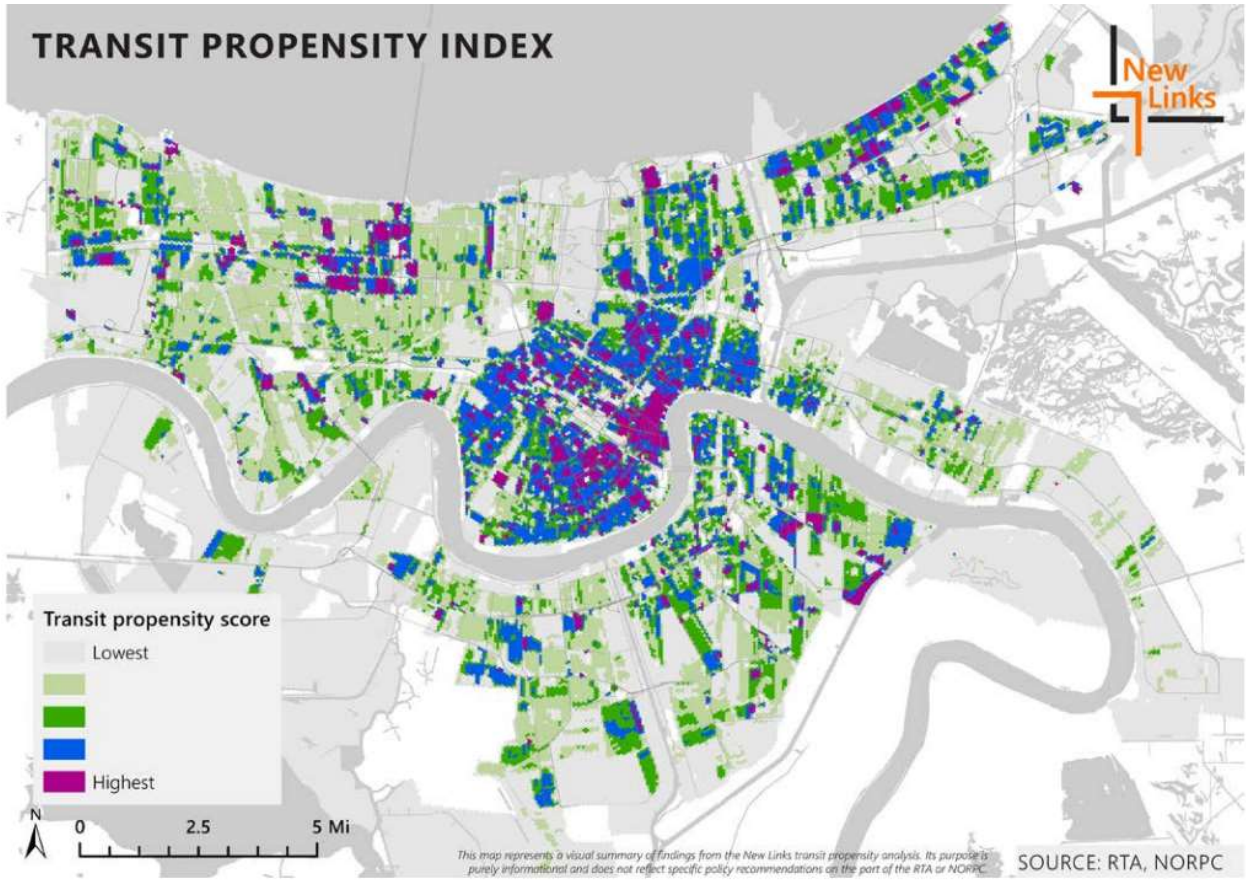 TRANSIT PROPENSITY INDEX
New
Links
Transit propensity score
Lowest
Highest
N
0 2.5 5 Mi
This map represents a visual summary of findings from the New Links transit propensity analysis. Its purpose is
purely informational and does not reflect specific policy recommendations on the part of the RTA or NORPC.
SOURCE: RTA, NORPC